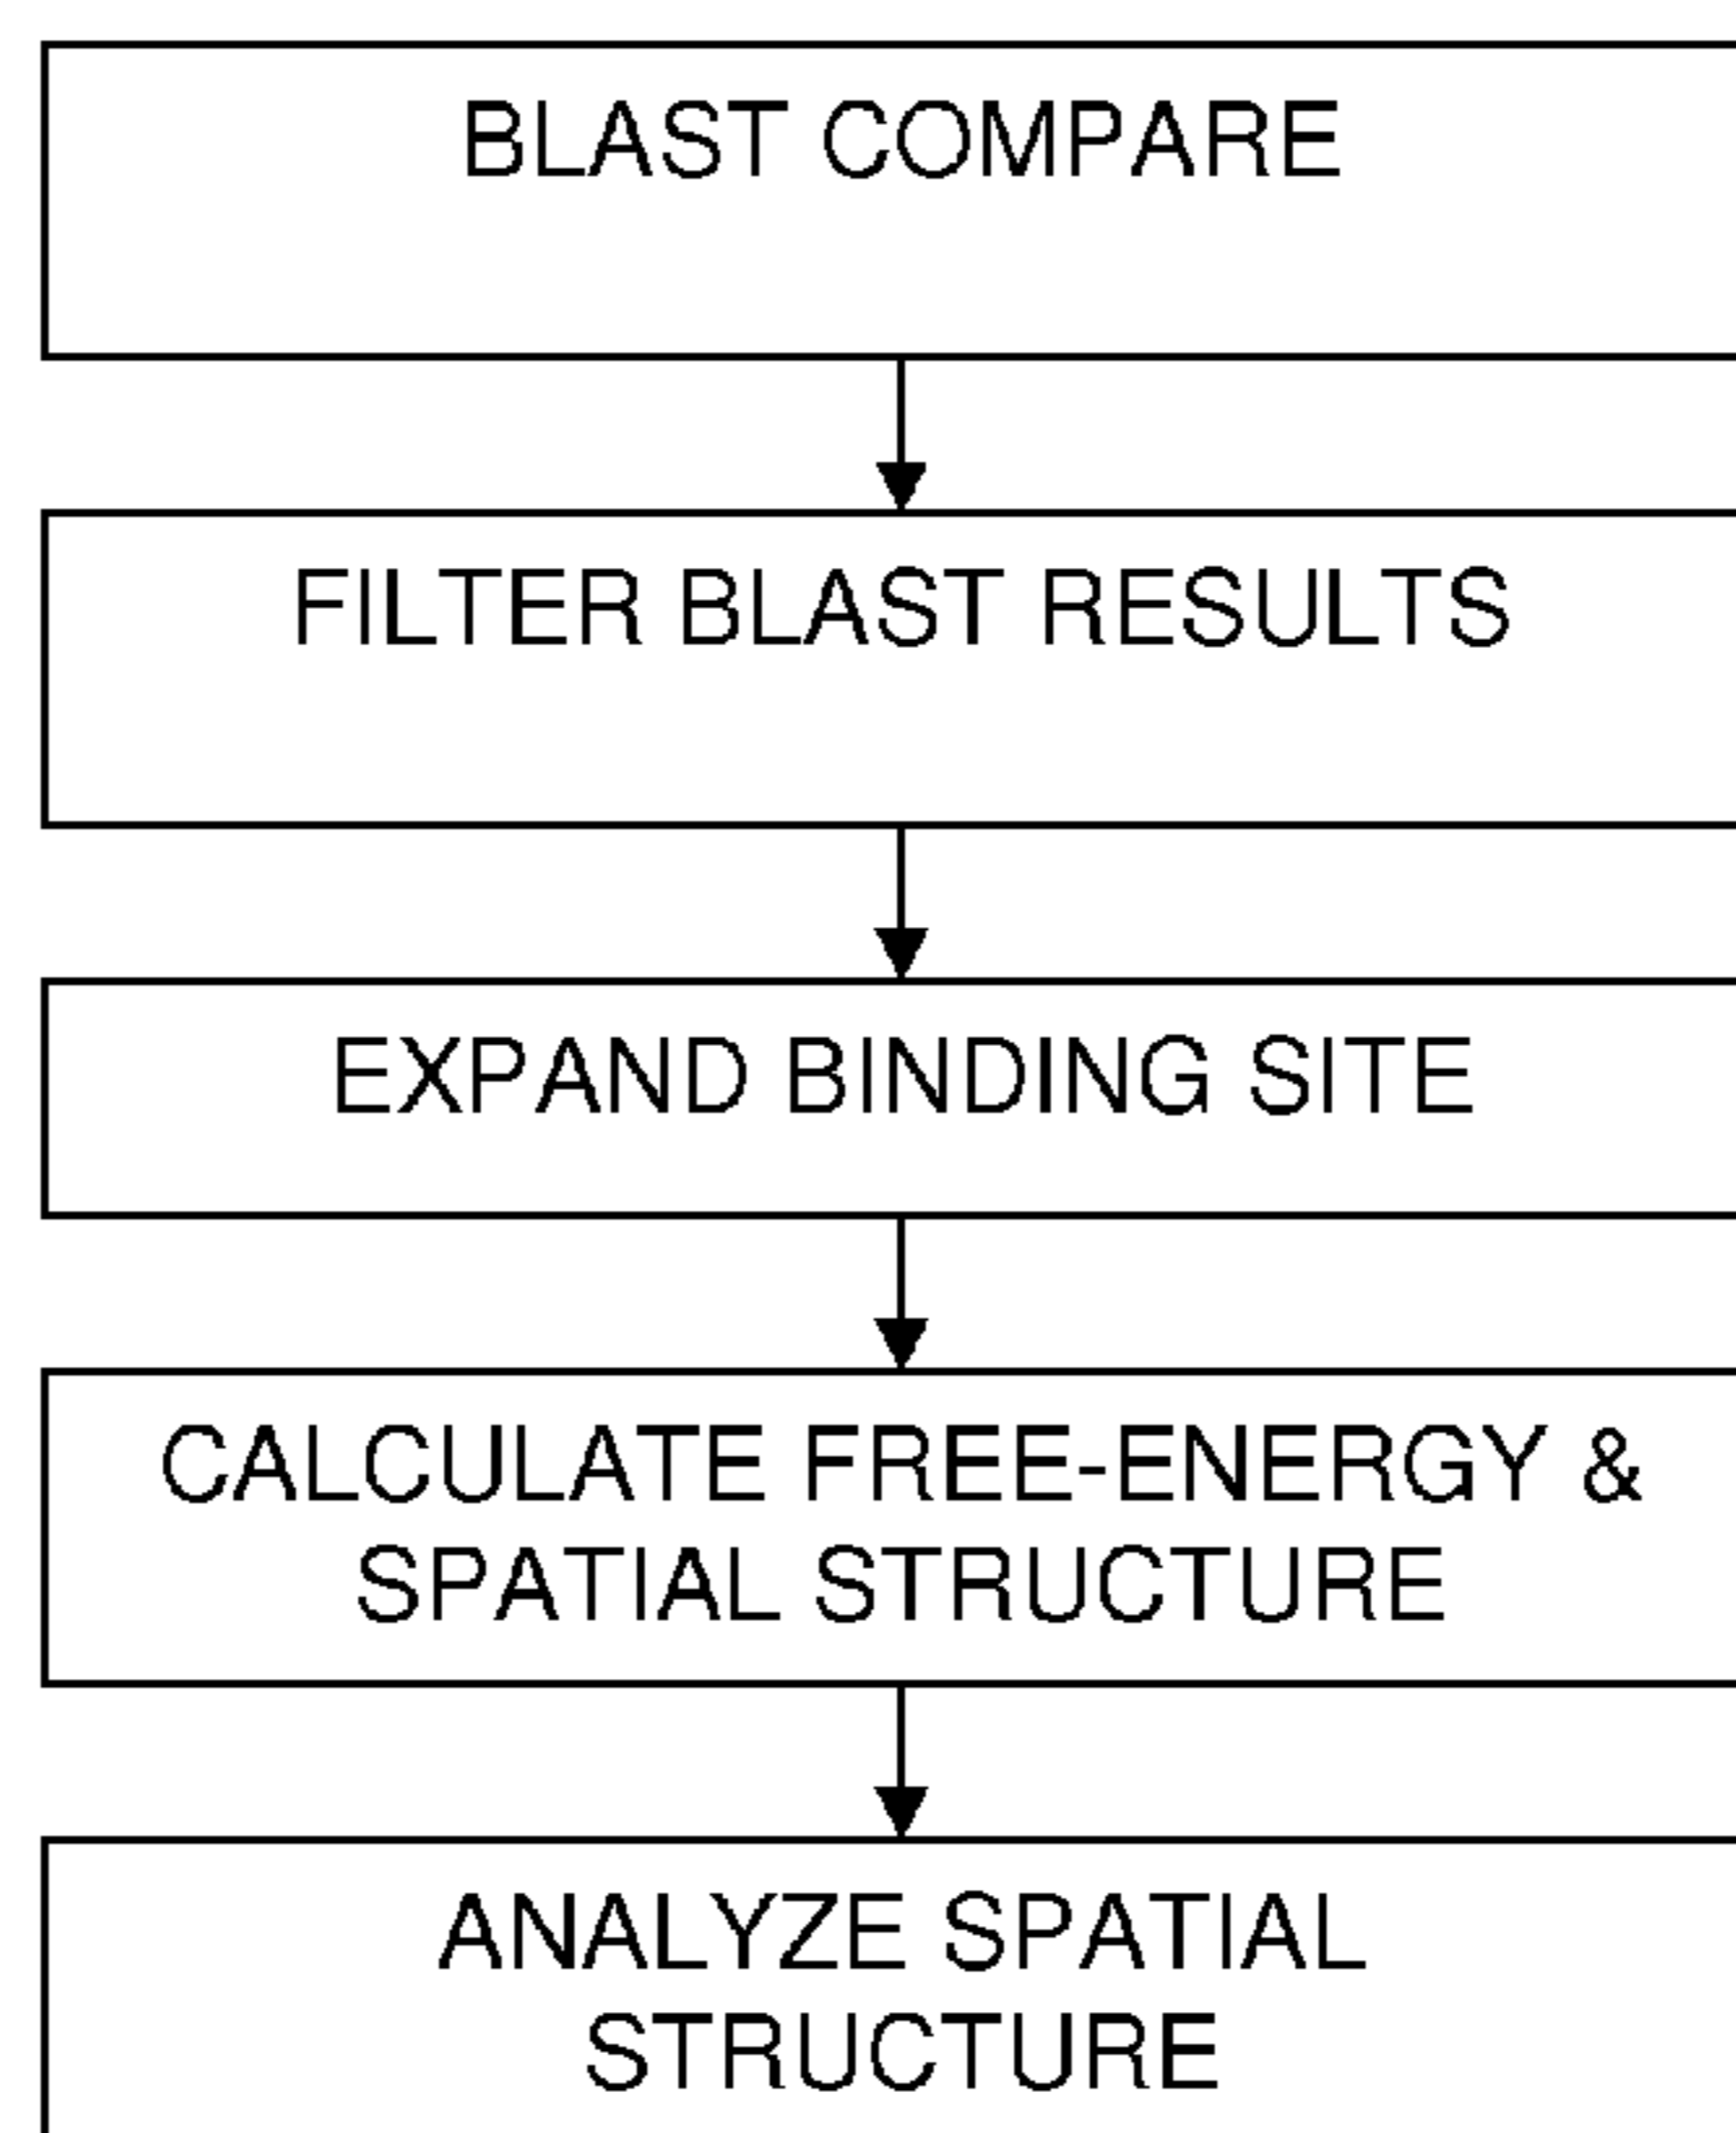 BLAST COMPARE
FILTER BLAST RESULTS
EXPAND BINDING SITE
CALCULATE FREE-ENERGY &
SPATIAL STRUCTURE
ANALYZE SPATIAL
STRUCTURE